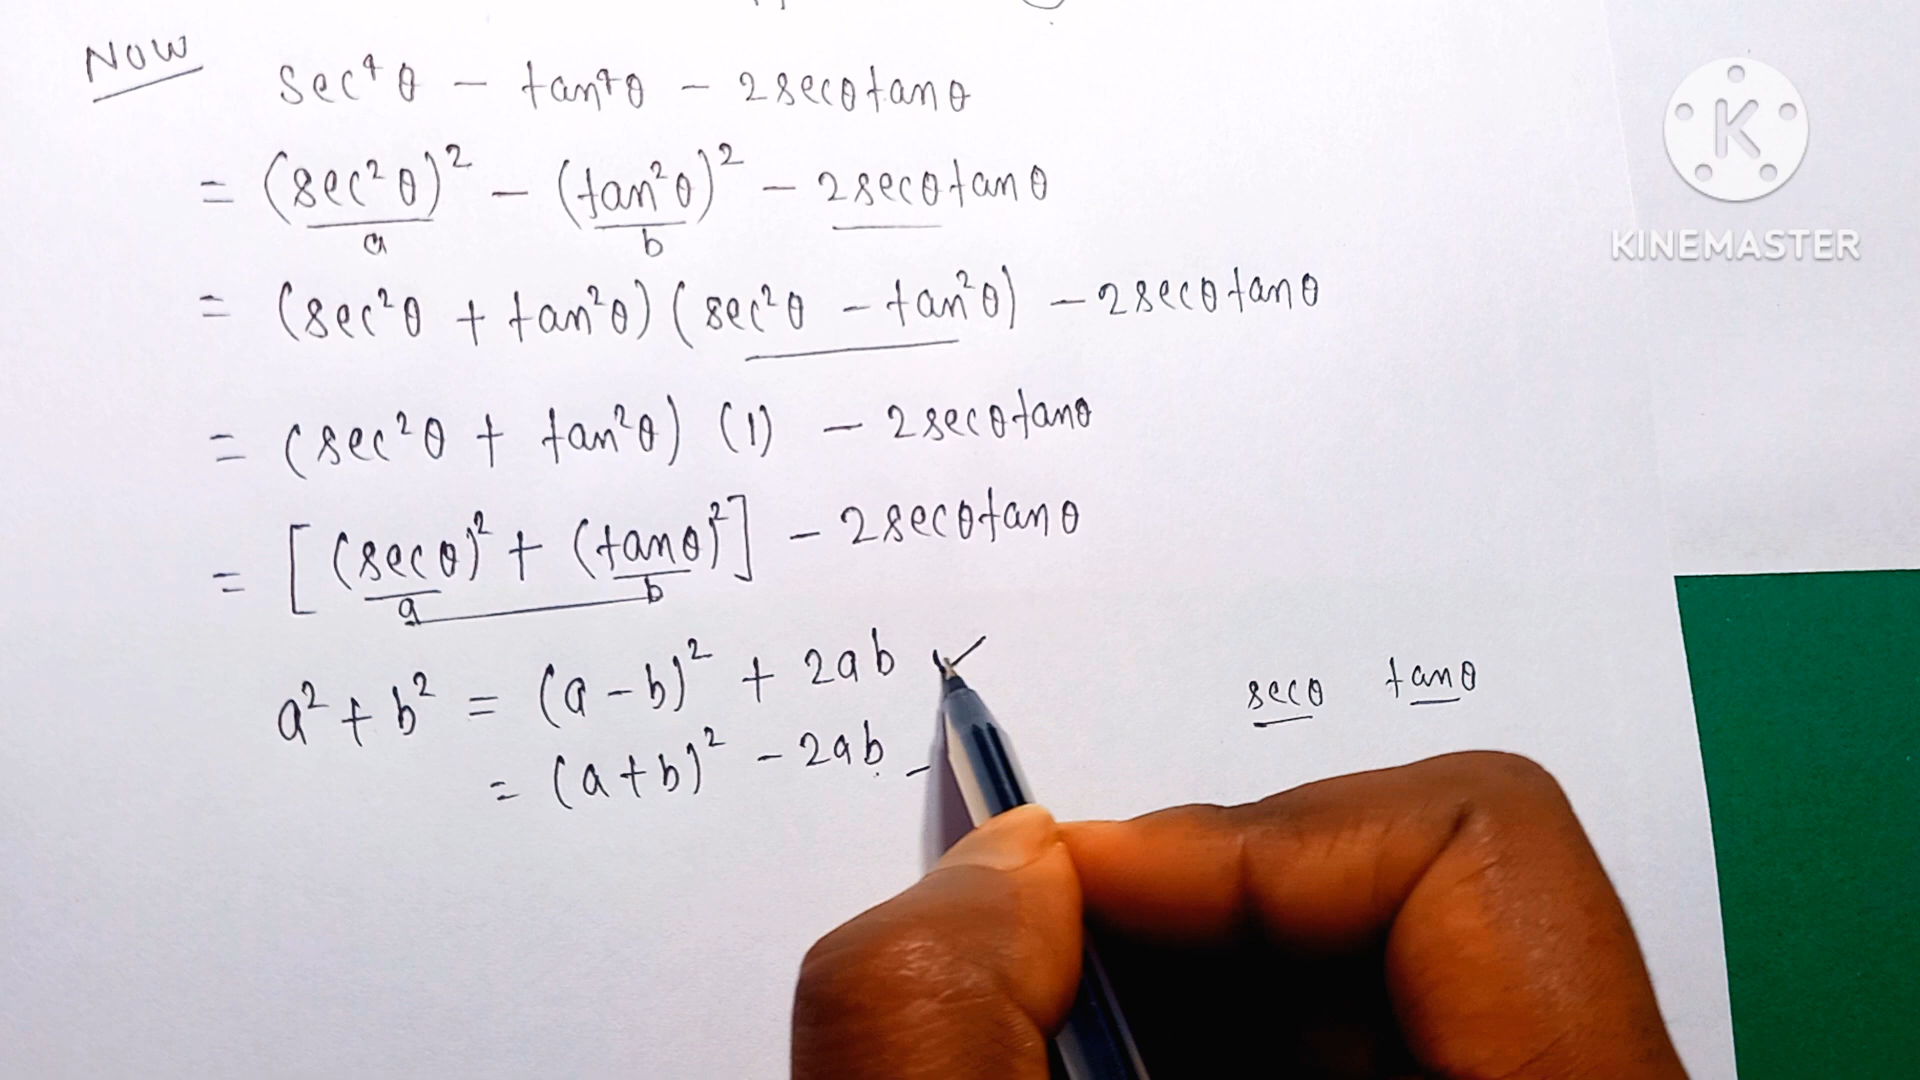 Now
sec⁴θ − tan⁴θ − 2secθtanθ
= (sec²θ)² − (tan²θ)² − 2secθtanθ
a b
= (sec²θ + tan²θ)(sec²θ − tan²θ) − 2secθtanθ
= (sec²θ + tan²θ) (1) − 2secθtanθ
= [(secθ)² + (tanθ)²] − 2secθtanθ
a b
a² + b² = (a − b)² + 2ab ✓
= (a + b)² − 2ab −
secθ tanθ
K
KINEMASTER